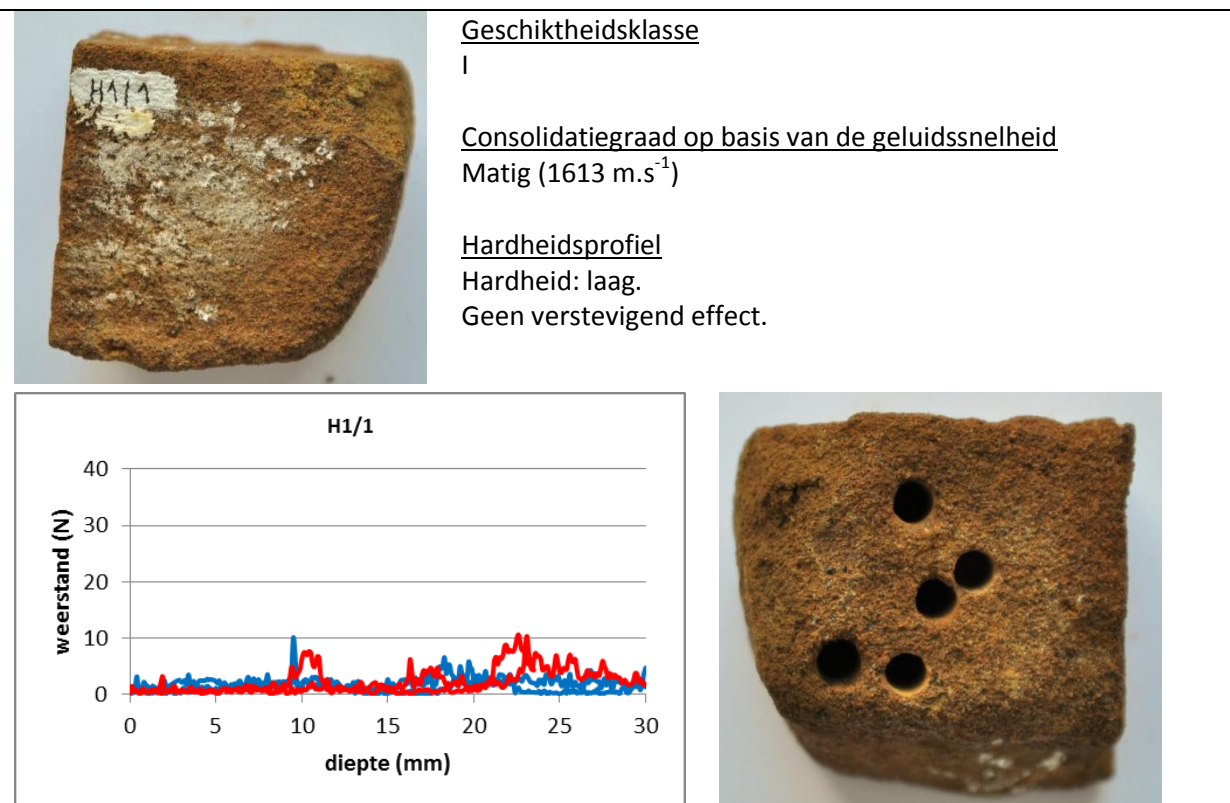 H1/1
Geschiktheidsklasse
I
Consolidatiegraad op basis van de geluidssnelheid
Matig (1613 m.s-1)
Hardheidsprofiel
Hardheid: laag.
Geen verstevigend effect.
H1/1
weerstand (N)
40
30
20
10
0
0 5 10 15 20 25 30
diepte (mm)